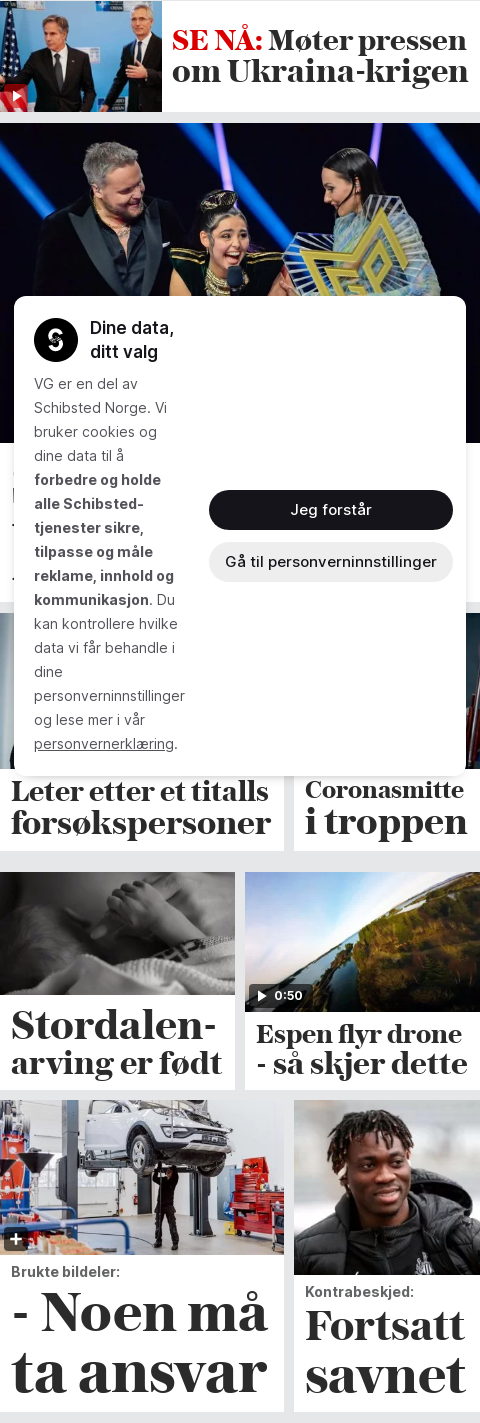 SE NÅ: Møter pressen
om Ukraina-krigen
Dine data,
ditt valg
VG er en del av
Schibsted Norge. Vi
bruker cookies og
dine data til å
forbedre og holde
alle Schibsted-
tjenester sikre,
tilpasse og måle
reklame, innhold og
kommunikasjon. Du
kan kontrollere hvilke
data vi får behandle i
dine
personverninnstillinger
og lese mer i vår
personvernerklæring.
Jeg forstår
Gå til personverninnstillinger
Leter etter et titalls
forsøkspersoner
Coronasmitte
i troppen
Stordalen-
arving er født
0:50
Espen flyr drone
- så skjer dette
Brukte bildeler:
- Noen må
ta ansvar
Kontrabeskjed:
Fortsatt
savnet